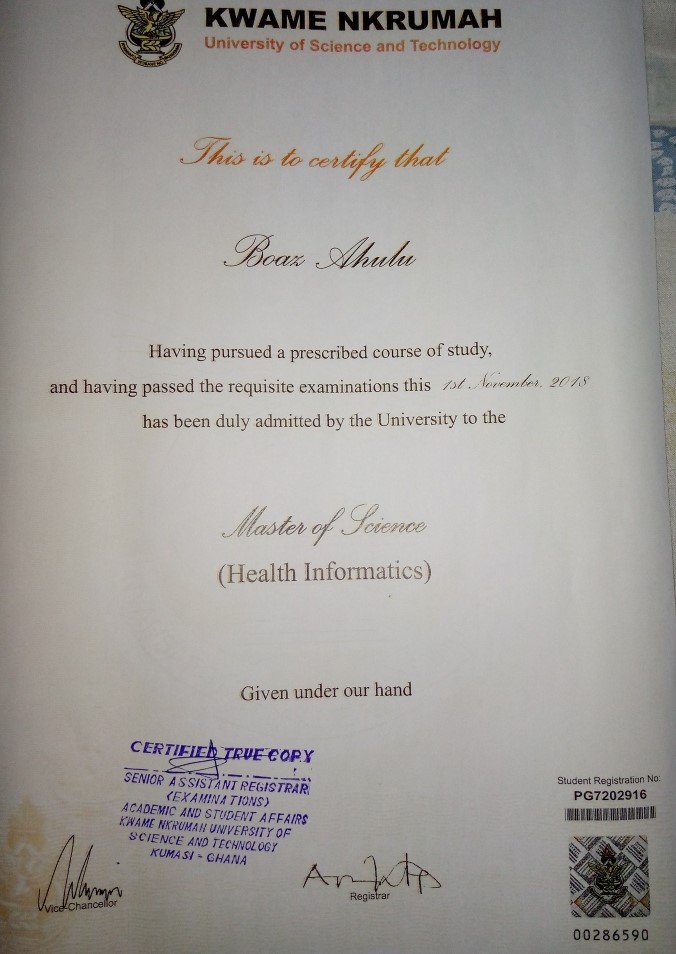 KWAME NKRUMAH
University of Science and Technology
This is to certify that
Boaz Ahulu
Having pursued a prescribed course of study,
and having passed the requisite examinations this 1st November, 2018
has been duly admitted by the University to the
Master of Science
(Health Informatics)
Given under our hand
CERTIFIED TRUE COPY
SENIOR ASSISTANT REGISTRAR
(EXAMINATIONS)
ACADEMIC AND STUDENT AFFAIRS
KWAME NKRUMAH UNIVERSITY OF
SCIENCE AND TECHNOLOGY
KUMASI - GHANA
Vice-Chancellor
Registrar
Student Registration No:
PG7202916
00286590